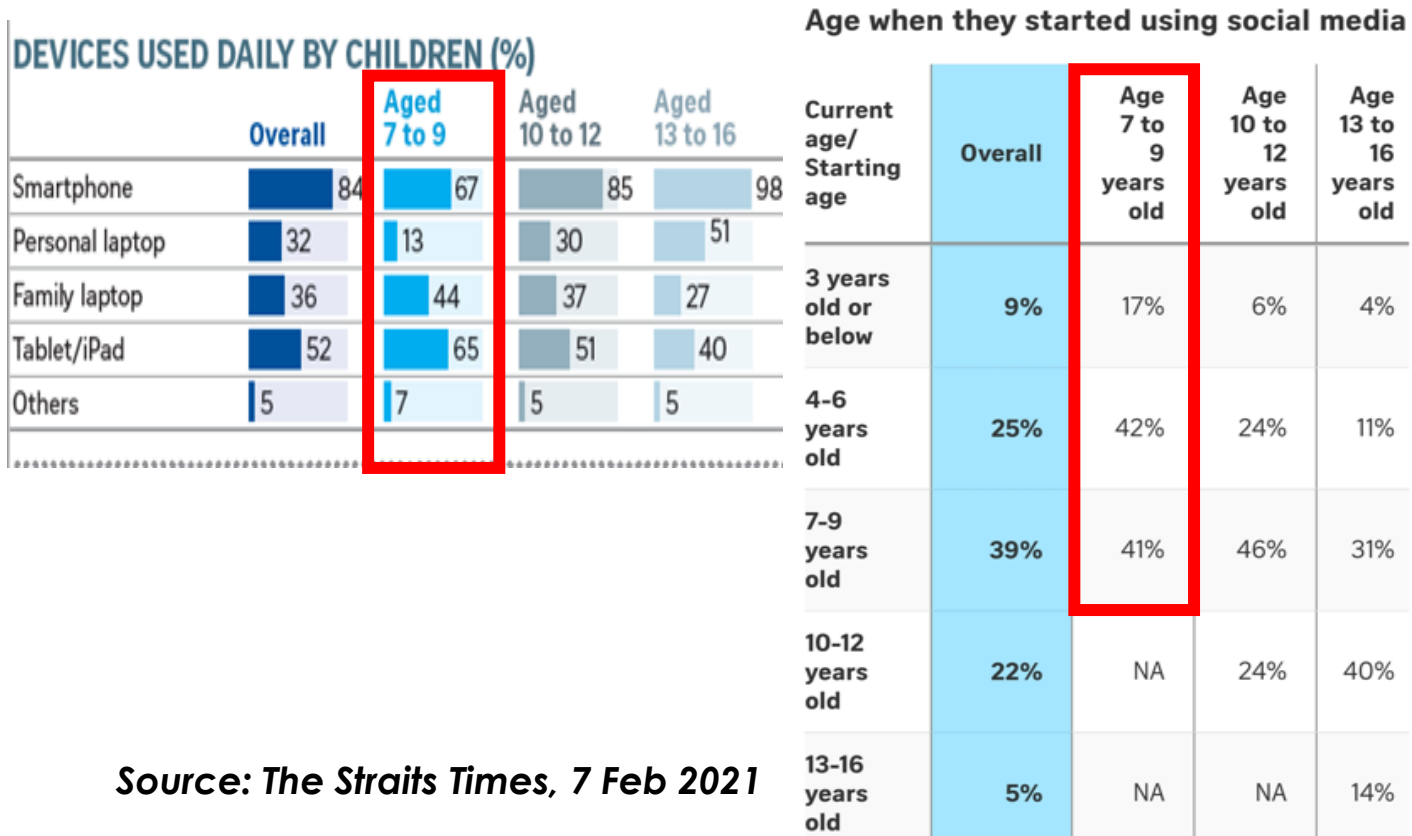 DEVICES USED DAILY BY CHILDREN (%)
Overall
Aged
7 to 9
Aged
10 to 12
Aged
13 to 16
Smartphone 84 67 85 98
Personal laptop 32 13 30 51
Family laptop 36 44 37 27
Tablet/iPad 52 65 51 40
Others 5 7 5 5
Source: The Straits Times, 7 Feb 2021
Age when they started using social media
Current
age/
Starting
age
Overall
Age
7 to
9
years
old
Age
10 to
12
years
old
Age
13 to
16
years
old
3 years
old or
below
9% 17% 6% 4%
4-6
years
old
25% 42% 24% 11%
7-9
years
old
39% 41% 46% 31%
10-12
years
old
22% NA 24% 40%
13-16
years
old
5% NA NA 14%